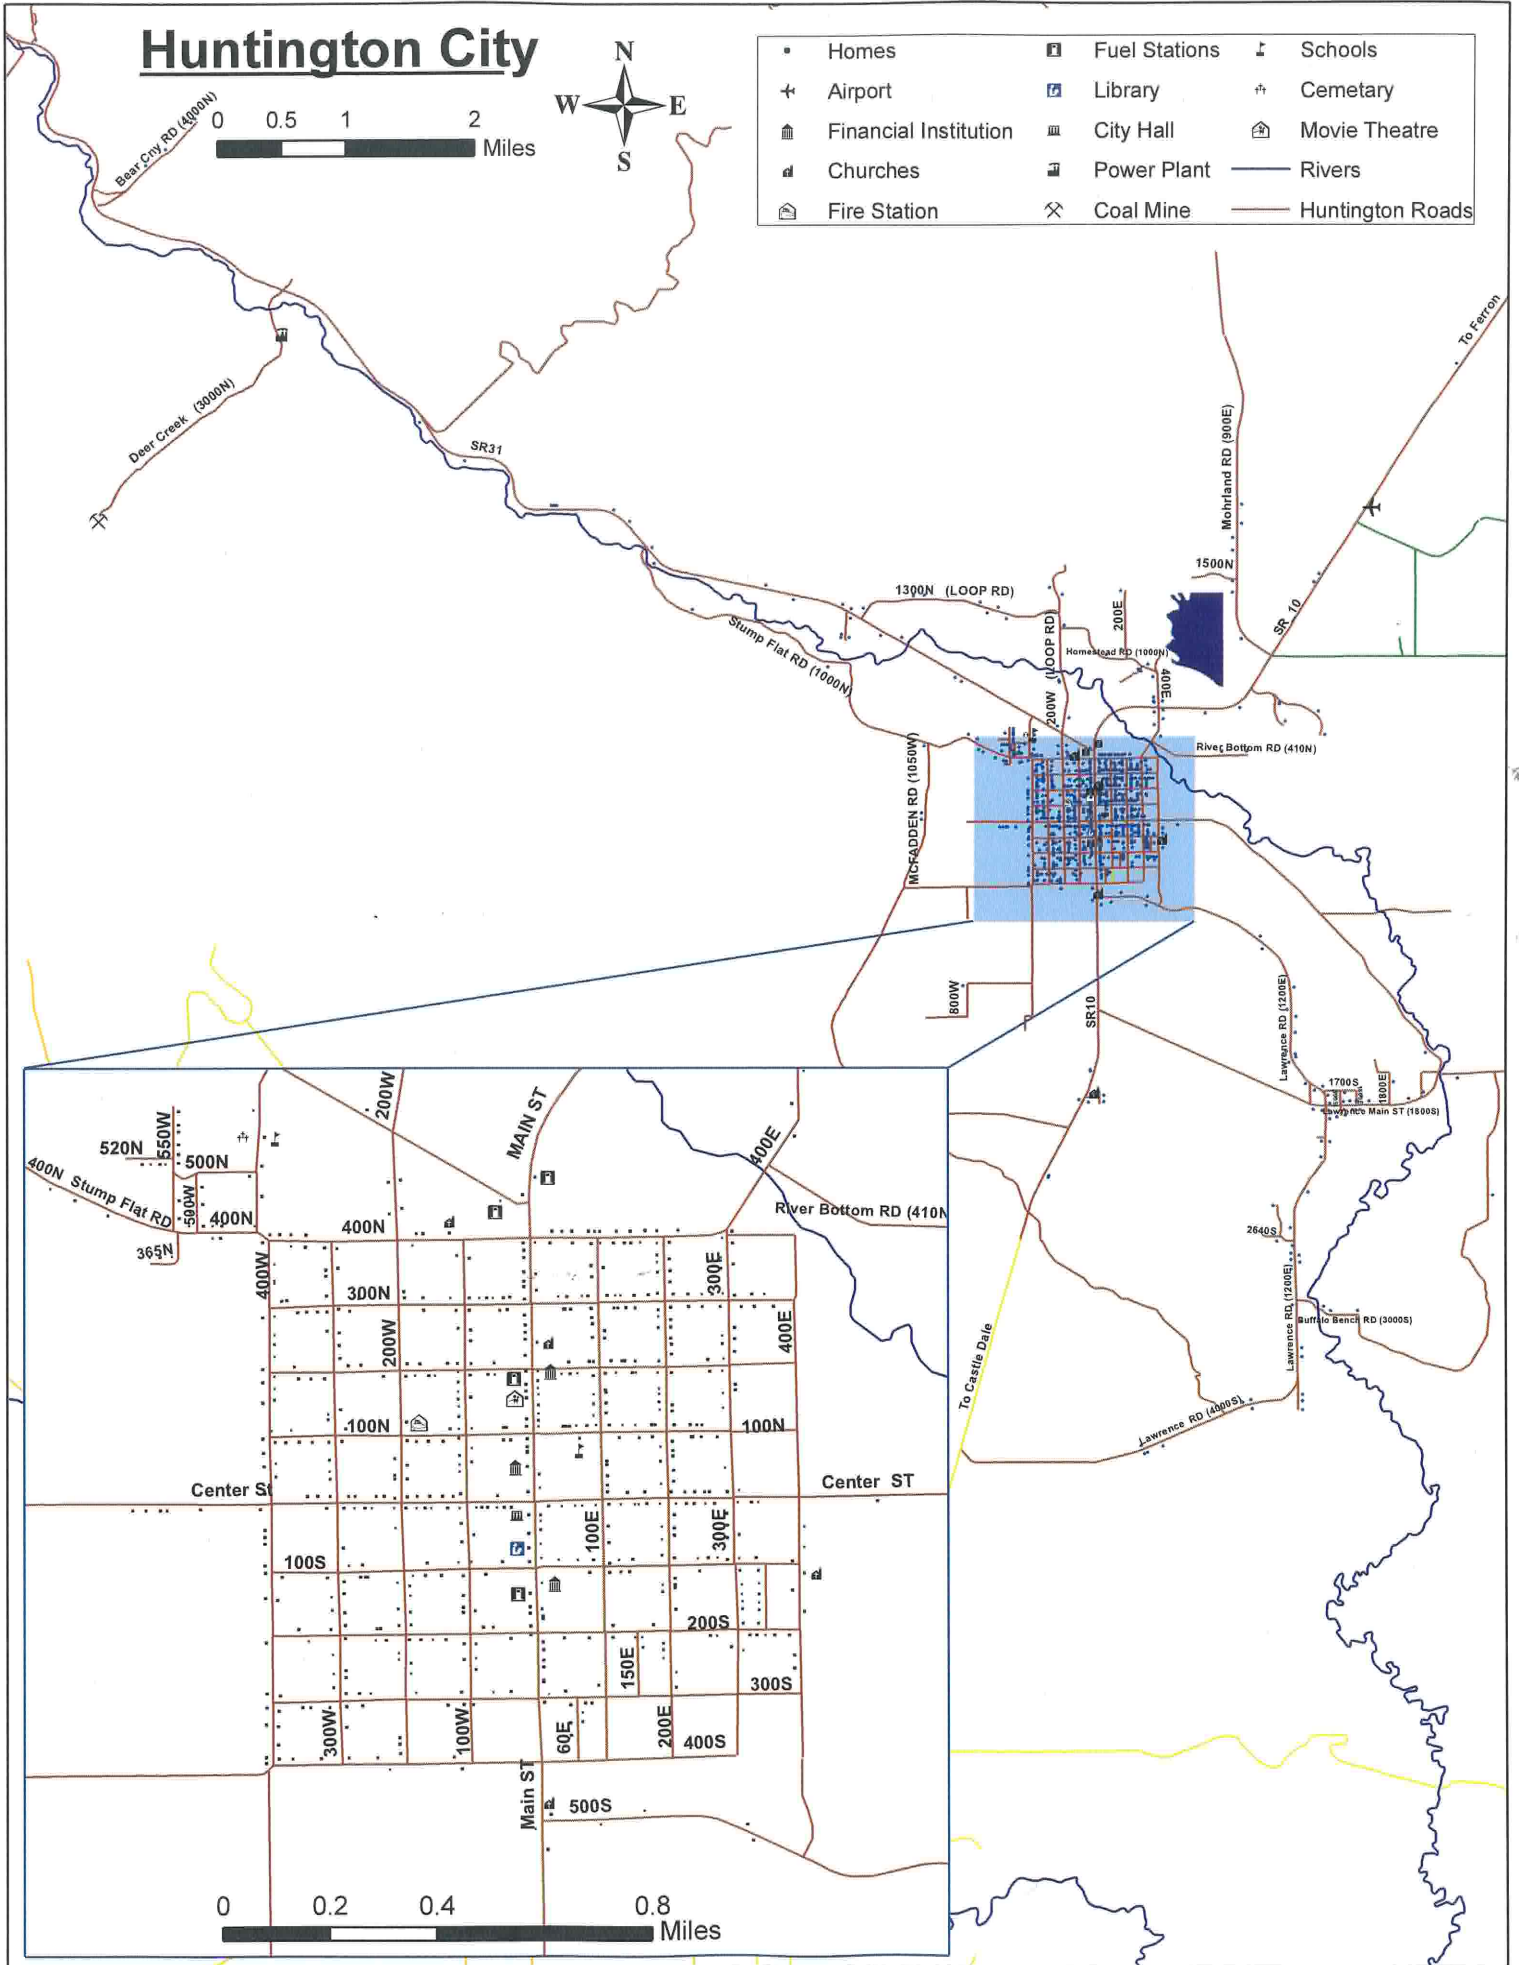 Huntington City
N
W E
S
0 0.5 1 2
Miles
Homes
Airport
Financial Institution
Churches
Fire Station
Fuel Stations
Library
City Hall
Power Plant
Coal Mine
Schools
Cemetary
Movie Theatre
Rivers
Huntington Roads
Bear Cny RD (4000N)
Deer Creek (3000N)
SR31
To Ferron
Mohrland RD (900E)
1500N
SR 10
1300N (LOOP RD)
200E
Homestead RD (1000N)
400E
200W (LOOP RD)
Stump Flat RD (1000N)
River Bottom RD (410N)
MCFADDEN RD (1050W)
800W
SR10
Lawrence RD (1200E)
1700S
1800E
Lawrence Main ST (1800S)
2640S
Lawrence RD (1200E)
Buffalo Bench RD (3000S)
To Castle Dale
Lawrence RD (4000S)
200W
MAIN ST
550W
520N
500N
400E
400N Stump Flat RD
500W
400N
400N
River Bottom RD (410N
365N
400W
300N
300E
200W
400E
100N
100N
Center St
Center ST
100E
300E
100S
200S
150E
300S
300W
100W
60E
200E
400S
Main ST
500S
0 0.2 0.4 0.8
Miles